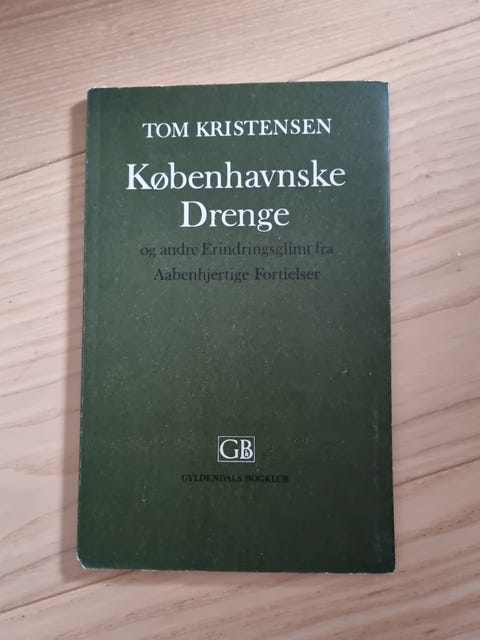 TOM KRISTENSEN
Københavnske
Drenge
og andre Erindringsglimt fra
Aabenhjertige Fortielser
GB
GYLDENDALS BOGKLUB